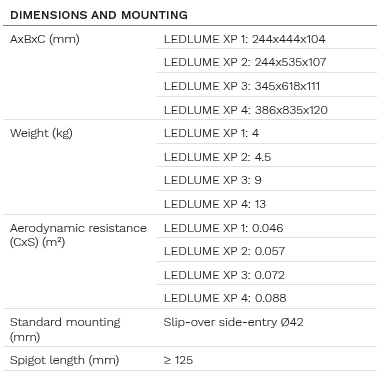 DIMENSIONS AND MOUNTING
AxBxC (mm)
LEDLUME XP 1: 244x444x104
LEDLUME XP 2: 244x535x107
LEDLUME XP 3: 345x618x111
LEDLUME XP 4: 386x835x120
Weight (kg)
LEDLUME XP 1: 4
LEDLUME XP 2: 4.5
LEDLUME XP 3: 9
LEDLUME XP 4: 13
Aerodynamic resistance
(CxS) (m²)
LEDLUME XP 1: 0.046
LEDLUME XP 2: 0.057
LEDLUME XP 3: 0.072
LEDLUME XP 4: 0.088
Standard mounting
(mm)
Slip-over side-entry Ø42
Spigot length (mm)
≥ 125